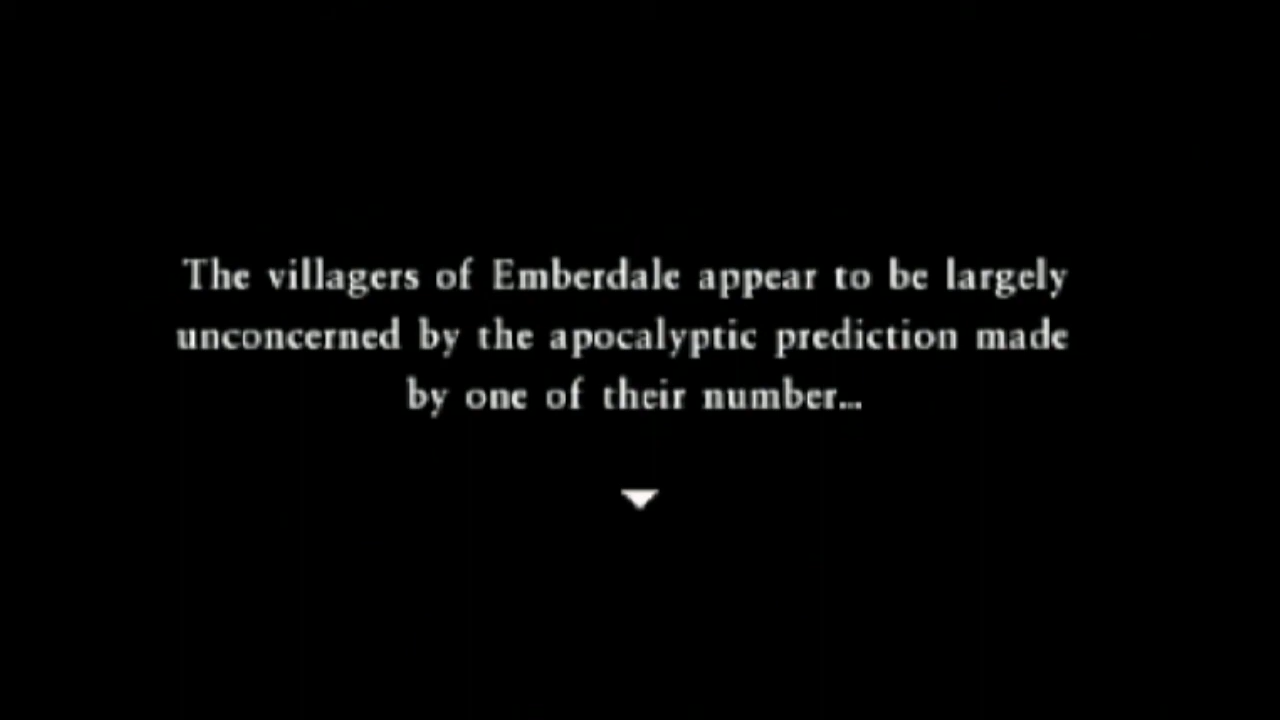 The villagers of Emberdale appear to be largely
unconcerned by the apocalyptic prediction made
by one of their number...